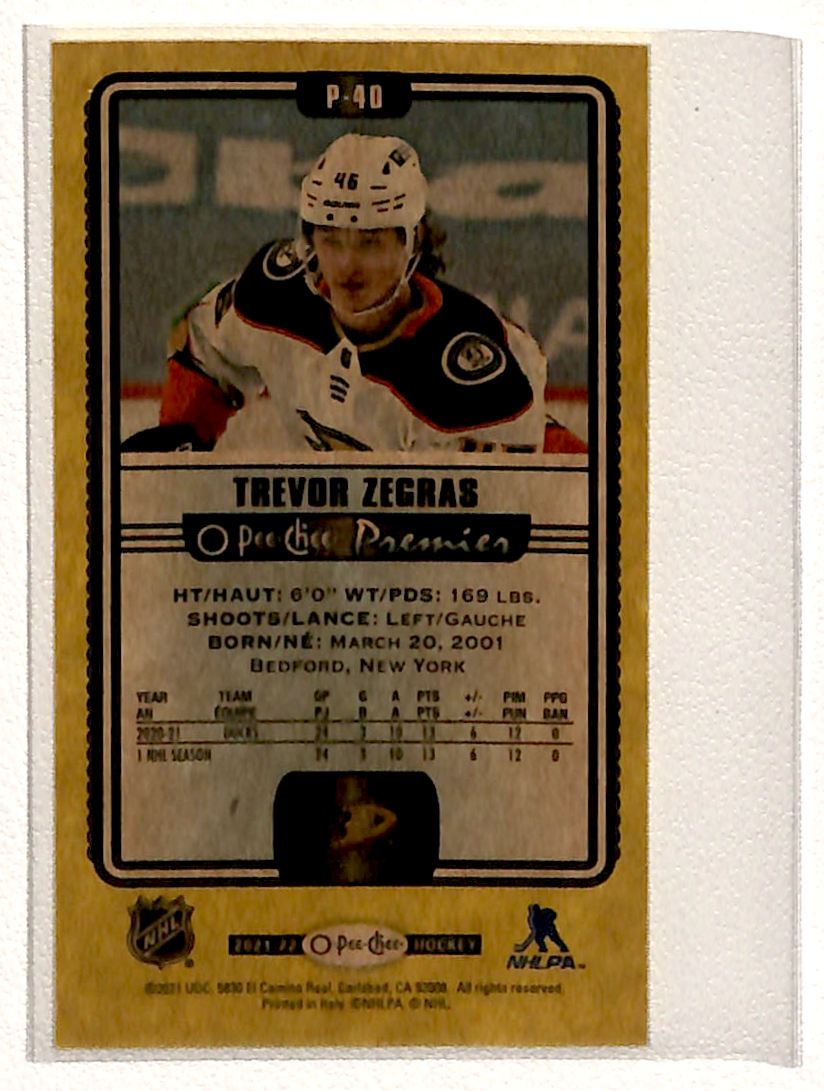 P-40
46
TREVOR ZEGRAS
O-Pee-Chee Premier
HT/HAUT: 6'0" WT/PDS: 169 LBS.
SHOOTS/LANCE: LEFT/GAUCHE
BORN/NÉ: MARCH 20, 2001
BEDFORD, NEW YORK
YEAR TEAM GP G A PTS +/- PIM PPG
AN ÉQUIPE PJ B A PTS +/- PUN BAN
2020-21 DUCKS 24 3 10 13 6 12 0
1 NHL SEASON 24 3 10 13 6 12 0
NHL
2021-22 O-Pee-Chee HOCKEY
NHLPA
©2021 UDC. 5830 El Camino Real, Carlsbad, CA 92008. All rights reserved.
Printed in Italy ©NHLPA. © NHL.